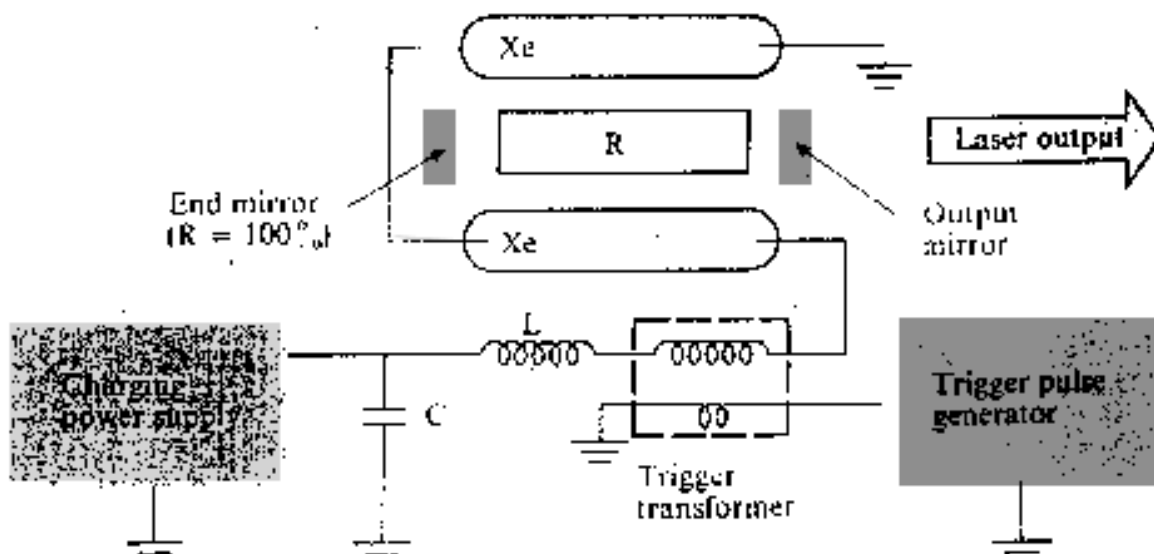 Xe
R
Laser output
End mirror
(R = 100%)
Xe
Output
mirror
L
Charging
power supply
C
Trigger pulse
generator
Trigger
transformer